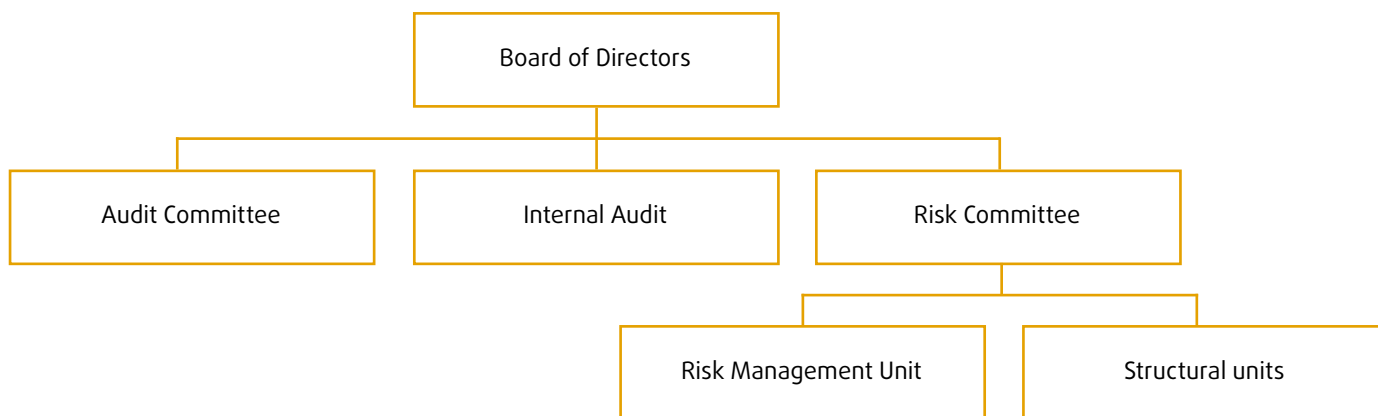 Board of Directors
Audit Committee
Internal Audit
Risk Committee
Risk Management Unit
Structural units